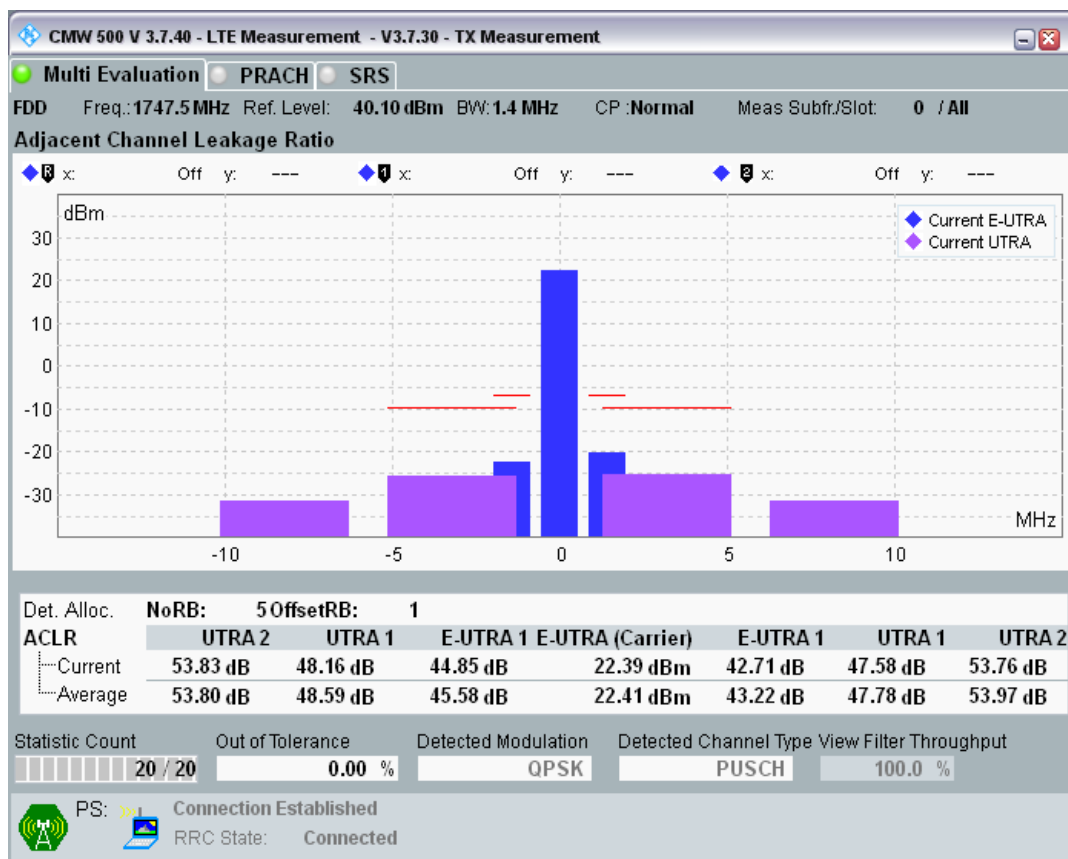 CMW 500 V 3.7.40 - LTE Measurement - V3.7.30 - TX Measurement
Multi Evaluation PRACH SRS
FDD Freq.: 1747.5 MHz Ref. Level: 40.10 dBm BW: 1.4 MHz CP :Normal Meas Subfr./Slot: 0 / All
Adjacent Channel Leakage Ratio
R x: Off y: --- 1 x: Off y: --- 2 x: Off y: ---
dBm
Current E-UTRA
Current UTRA
30
20
10
0
-10
-20
-30
MHz
-10 -5 0 5 10
Det. Alloc. NoRB: 5 OffsetRB: 1
ACLR UTRA 2 UTRA 1 E-UTRA 1 E-UTRA (Carrier) E-UTRA 1 UTRA 1 UTRA 2
Current 53.83 dB 48.16 dB 44.85 dB 22.39 dBm 42.71 dB 47.58 dB 53.76 dB
Average 53.80 dB 48.59 dB 45.58 dB 22.41 dBm 43.22 dB 47.78 dB 53.97 dB
Statistic Count Out of Tolerance Detected Modulation Detected Channel Type View Filter Throughput
20 / 20 0.00 % QPSK PUSCH 100.0 %
PS: Connection Established
RRC State: Connected